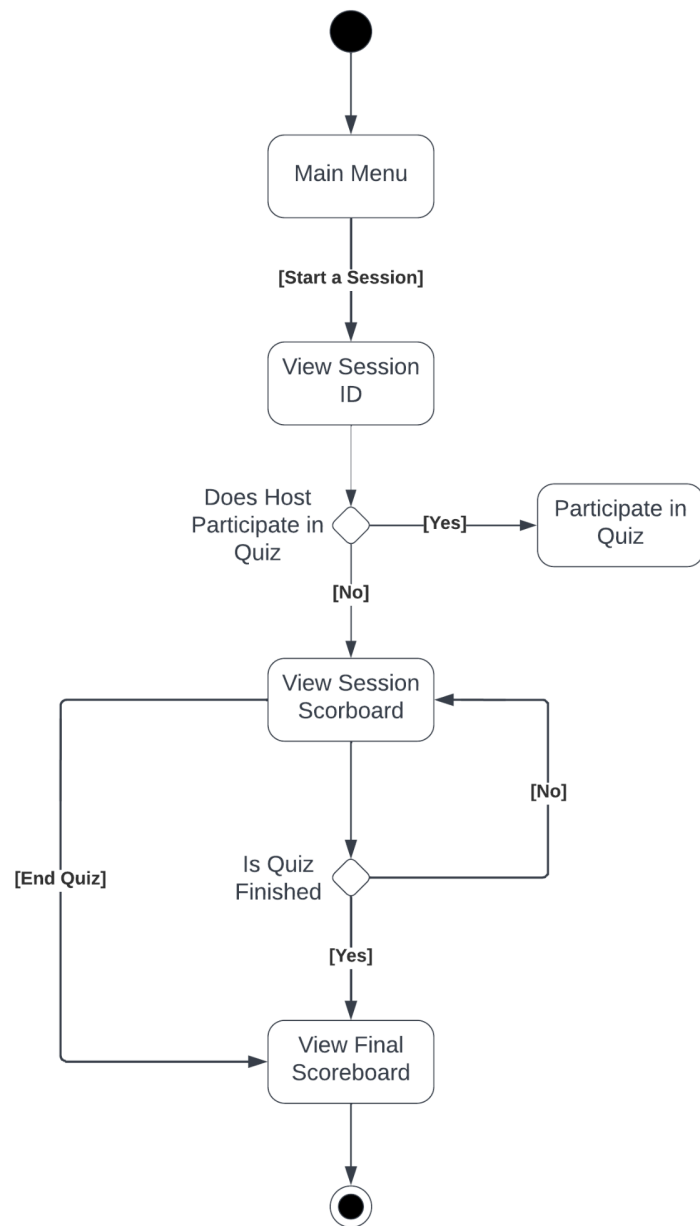 Main Menu
[Start a Session]
View Session
ID
Does Host
Participate in
Quiz
[Yes]
Participate in
Quiz
[No]
View Session
Scorboard
[No]
[End Quiz]
Is Quiz
Finished
[Yes]
View Final
Scoreboard